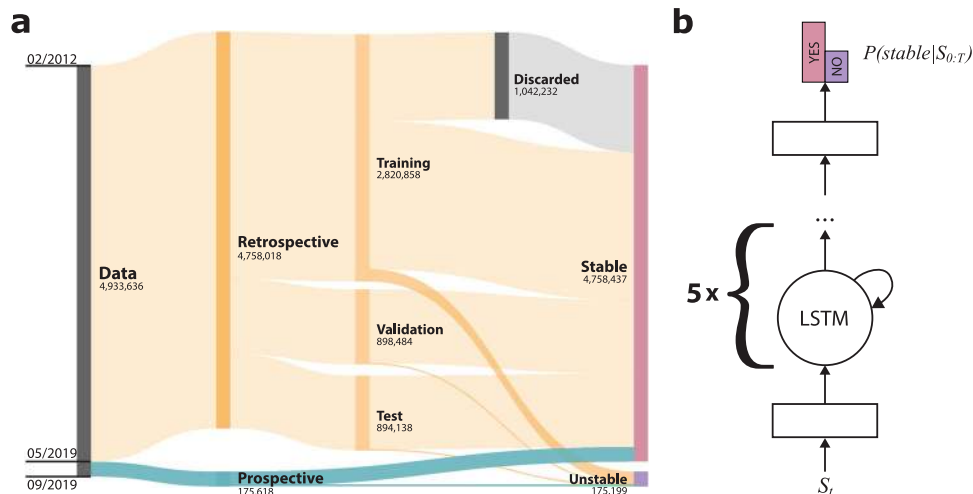 a
02/2012
05/2019
09/2019
Data
4,933,636
Retrospective
4,758,018
Prospective
175,618
Training
2,820,858
Validation
898,484
Test
894,138
Discarded
1,042,232
Stable
4,758,437
Unstable
175,199
b
YES
NO
P(stable|S0:T)
...
5 x
LSTM
St